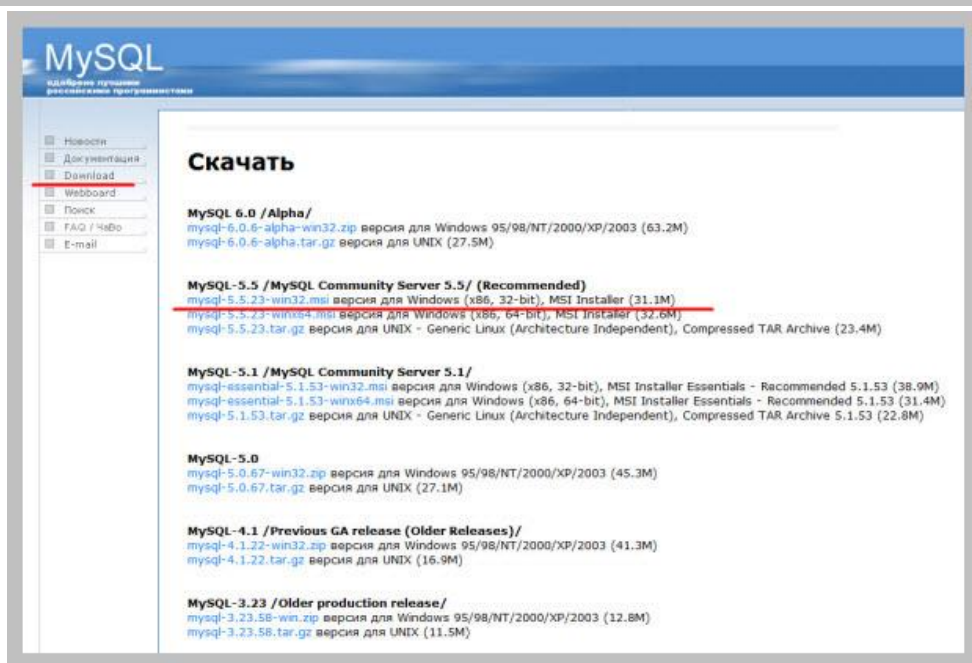 MySQL
одобрено лучшими
российскими программистами
Новости
Документация
Download
Webboard
Поиск
FAQ / ЧаВо
E-mail
Скачать
MySQL 6.0 /Alpha/
mysql-6.0.6-alpha-win32.zip версия для Windows 95/98/NT/2000/XP/2003 (63.2M)
mysql-6.0.6-alpha.tar.gz версия для UNIX (27.5M)
MySQL-5.5 /MySQL Community Server 5.5/ (Recommended)
mysql-5.5.23-win32.msi версия для Windows (x86, 32-bit), MSI Installer (31.1M)
mysql-5.5.23-winx64.msi версия для Windows (x86, 64-bit), MSI Installer (32.6M)
mysql-5.5.23.tar.gz версия для UNIX - Generic Linux (Architecture Independent), Compressed TAR Archive (23.4M)
MySQL-5.1 /MySQL Community Server 5.1/
mysql-essential-5.1.53-win32.msi версия для Windows (x86, 32-bit), MSI Installer Essentials - Recommended 5.1.53 (38.9M)
mysql-essential-5.1.53-winx64.msi версия для Windows (x86, 64-bit), MSI Installer Essentials - Recommended 5.1.53 (31.4M)
mysql-5.1.53.tar.gz версия для UNIX - Generic Linux (Architecture Independent), Compressed TAR Archive 5.1.53 (22.8M)
MySQL-5.0
mysql-5.0.67-win32.zip версия для Windows 95/98/NT/2000/XP/2003 (45.3M)
mysql-5.0.67.tar.gz версия для UNIX (27.1M)
MySQL-4.1 /Previous GA release (Older Releases)/
mysql-4.1.22-win32.zip версия для Windows 95/98/NT/2000/XP/2003 (41.3M)
mysql-4.1.22.tar.gz версия для UNIX (16.9M)
MySQL-3.23 /Older production release/
mysql-3.23.58-win.zip версия для Windows 95/98/NT/2000/XP/2003 (12.8M)
mysql-3.23.58.tar.gz версия для UNIX (11.5M)